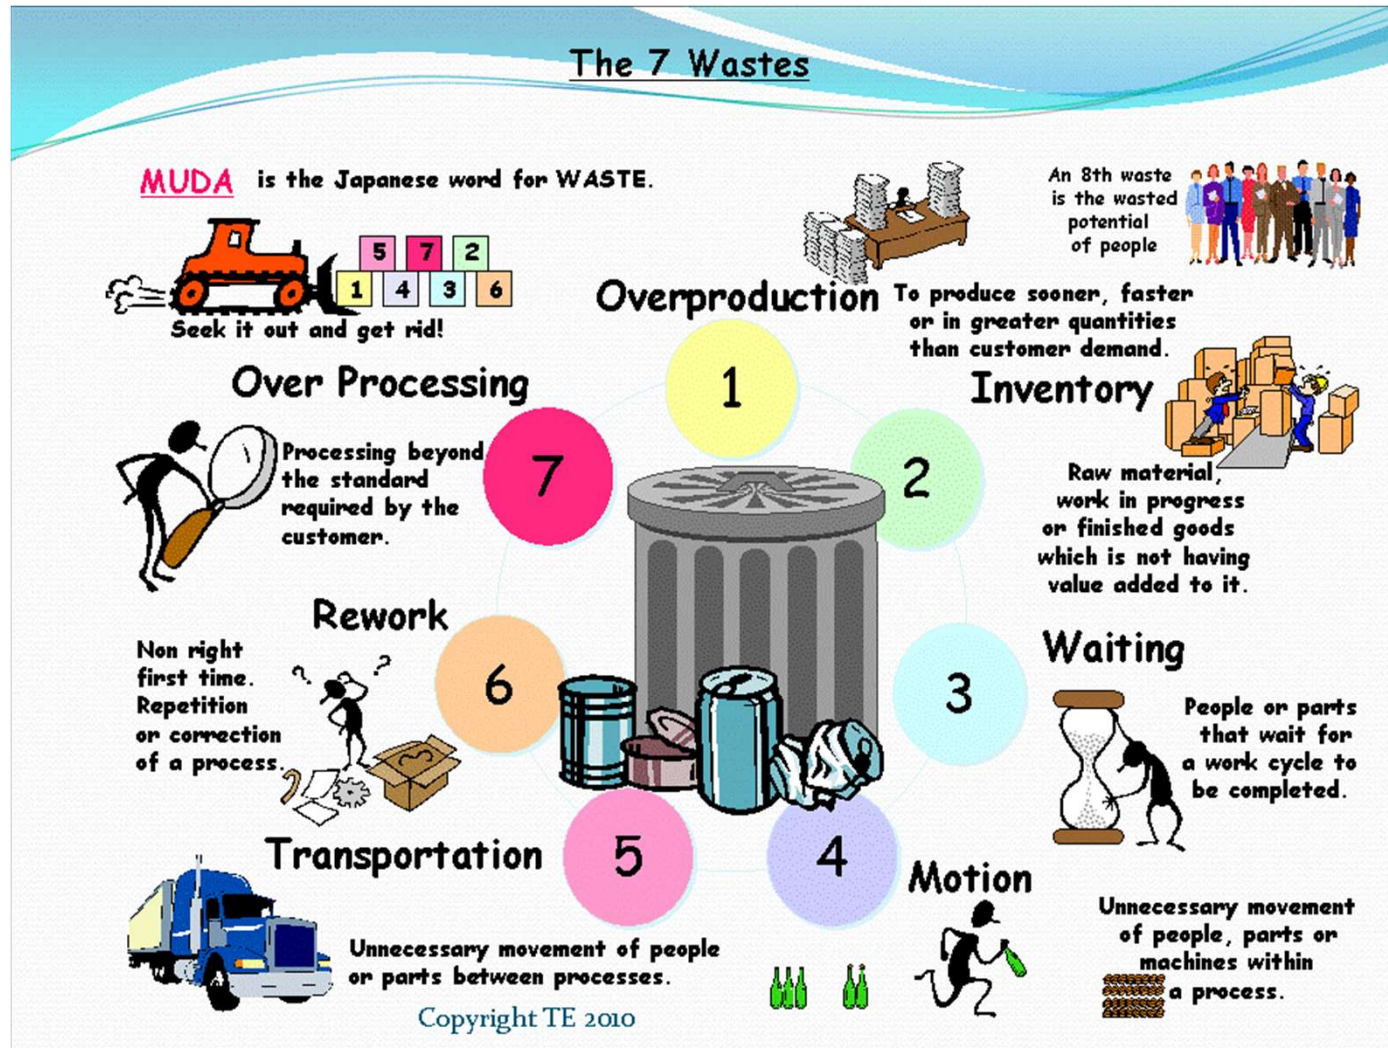 The 7 Wastes
MUDA is the Japanese word for WASTE.
5 7 2
1 4 3 6
Seek it out and get rid!
An 8th waste
is the wasted
potential
of people
Overproduction
To produce sooner, faster
or in greater quantities
than customer demand.
1
Inventory
2
Raw material,
work in progress
or finished goods
which is not having
value added to it.
Waiting
3
People or parts
that wait for
a work cycle to
be completed.
Motion
4
Unnecessary movement
of people, parts or
machines within
a process.
Transportation
5
Unnecessary movement of people
or parts between processes.
Rework
6
Non right
first time.
Repetition
or correction
of a process.
? ?
Over Processing
7
Processing beyond
the standard
required by the
customer.
Copyright TE 2010